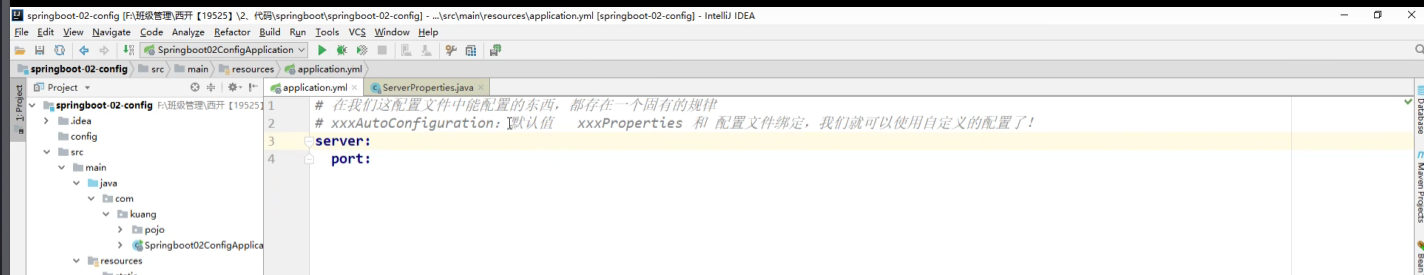 springboot-02-config [F:\班级管理\西开【19525】\2、代码\springboot\springboot-02-config] - ...\src\main\resources\application.yml [springboot-02-config] - IntelliJ IDEA
File Edit View Navigate Code Analyze Refactor Build Run Tools VCS Window Help
Springboot02ConfigApplication
springboot-02-config src main resources application.yml
1: Project
Project
application.yml ServerProperties.java
springboot-02-config F:\班级管理\西开【19525】
.idea
config
src
main
java
com
kuang
pojo
Springboot02ConfigApplica
resources
1 # 在我们这配置文件中能配置的东西，都存在一个固有的规律
2 # xxxAutoConfiguration：默认值 xxxProperties 和 配置文件绑定，我们就可以使用自定义的配置了！
3 server:
4 port:
Database
Maven Projects
Bean